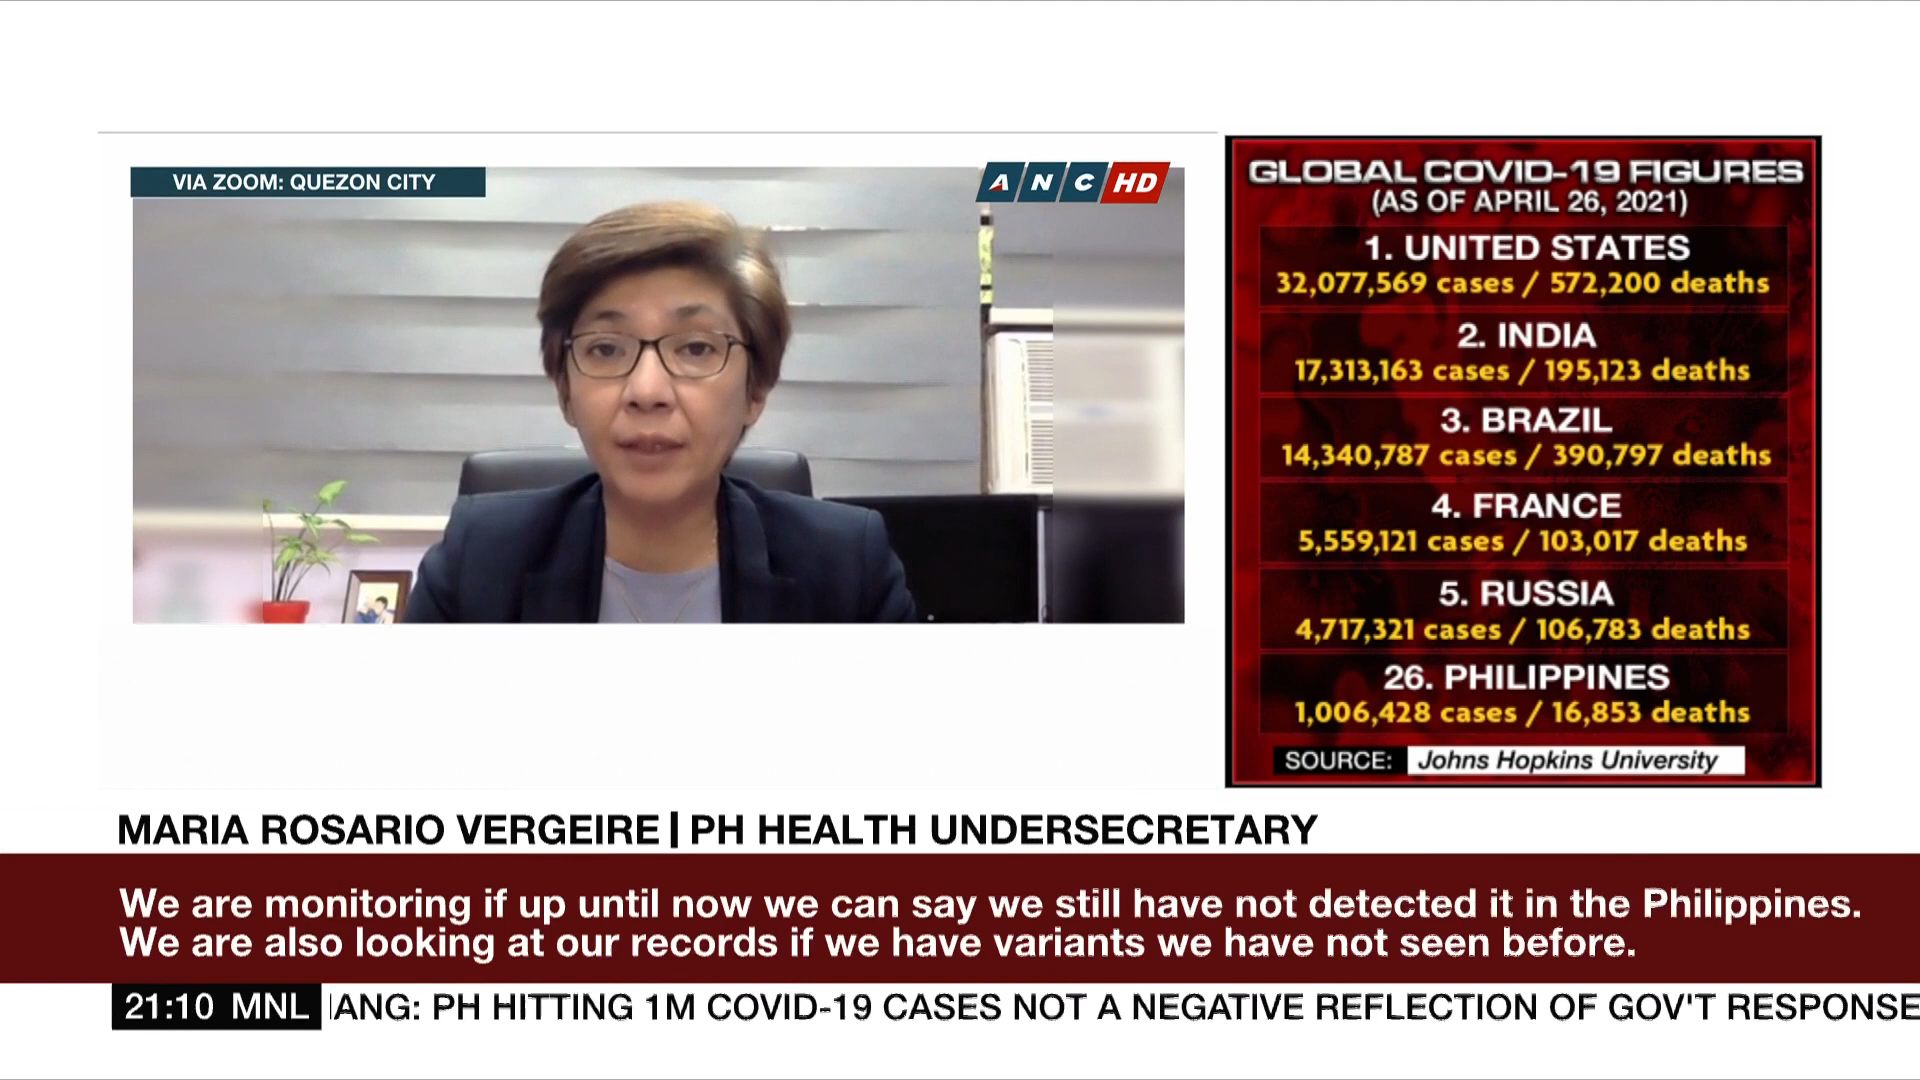 VIA ZOOM: QUEZON CITY
ANC HD
GLOBAL COVID-19 FIGURES
(AS OF APRIL 26, 2021)
1. UNITED STATES
32,077,569 cases / 572,200 deaths
2. INDIA
17,313,163 cases / 195,123 deaths
3. BRAZIL
14,340,787 cases / 390,797 deaths
4. FRANCE
5,559,121 cases / 103,017 deaths
5. RUSSIA
4,717,321 cases / 106,783 deaths
26. PHILIPPINES
1,006,428 cases / 16,853 deaths
SOURCE: Johns Hopkins University
MARIA ROSARIO VERGEIRE | PH HEALTH UNDERSECRETARY
We are monitoring if up until now we can say we still have not detected it in the Philippines.
We are also looking at our records if we have variants we have not seen before.
21:10 MNL ANG: PH HITTING 1M COVID-19 CASES NOT A NEGATIVE REFLECTION OF GOV'T RESPONSE